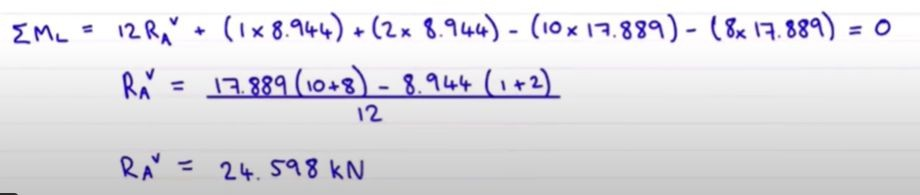 ΣM_L = 12R_A^v + (1 x 8.944) + (2 x 8.944) - (10 x 17.889) - (8x 17.889) = 0
R_A^v = 17.889(10+8) - 8.944 (1+2)
12
R_A^v = 24.598 kN